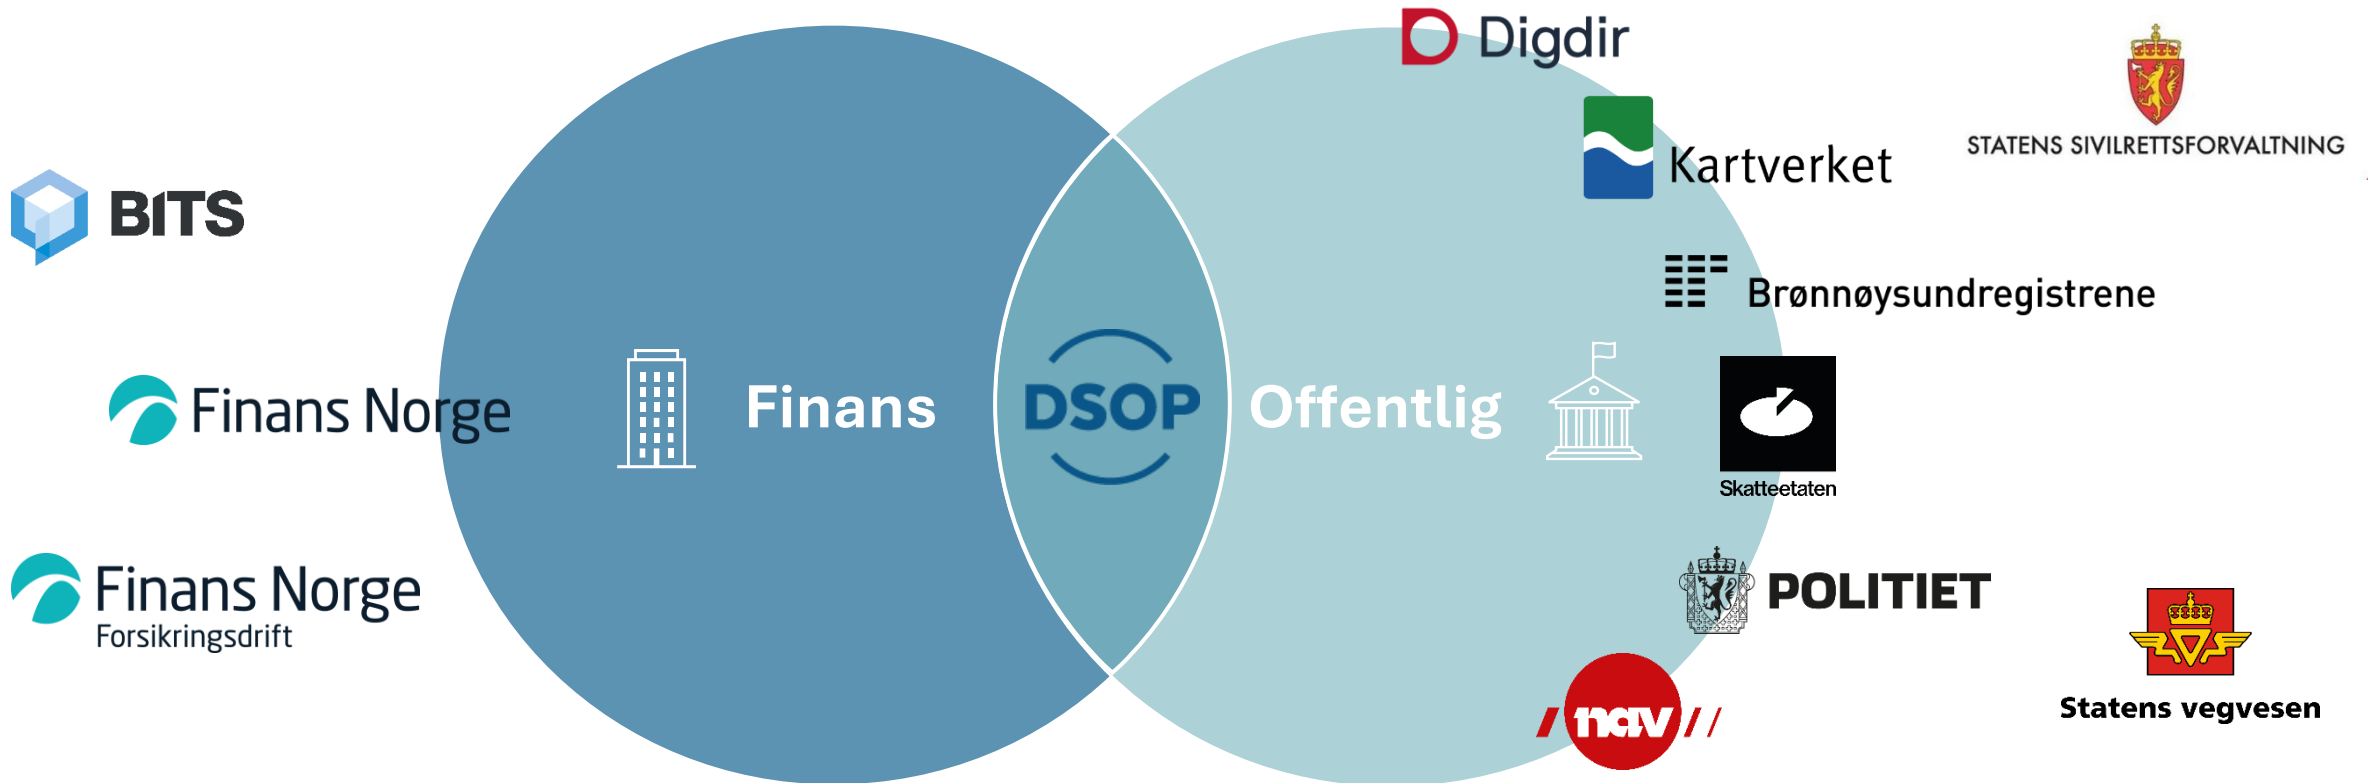 Digdir
STATENS SIVILRETTSFORVALTNING
Kartverket
BITS
Brønnøysundregistrene
Finans Norge
Finans
DSOP
Offentlig
Skatteetaten
Finans Norge
Forsikringsdrift
POLITIET
nav
Statens vegvesen